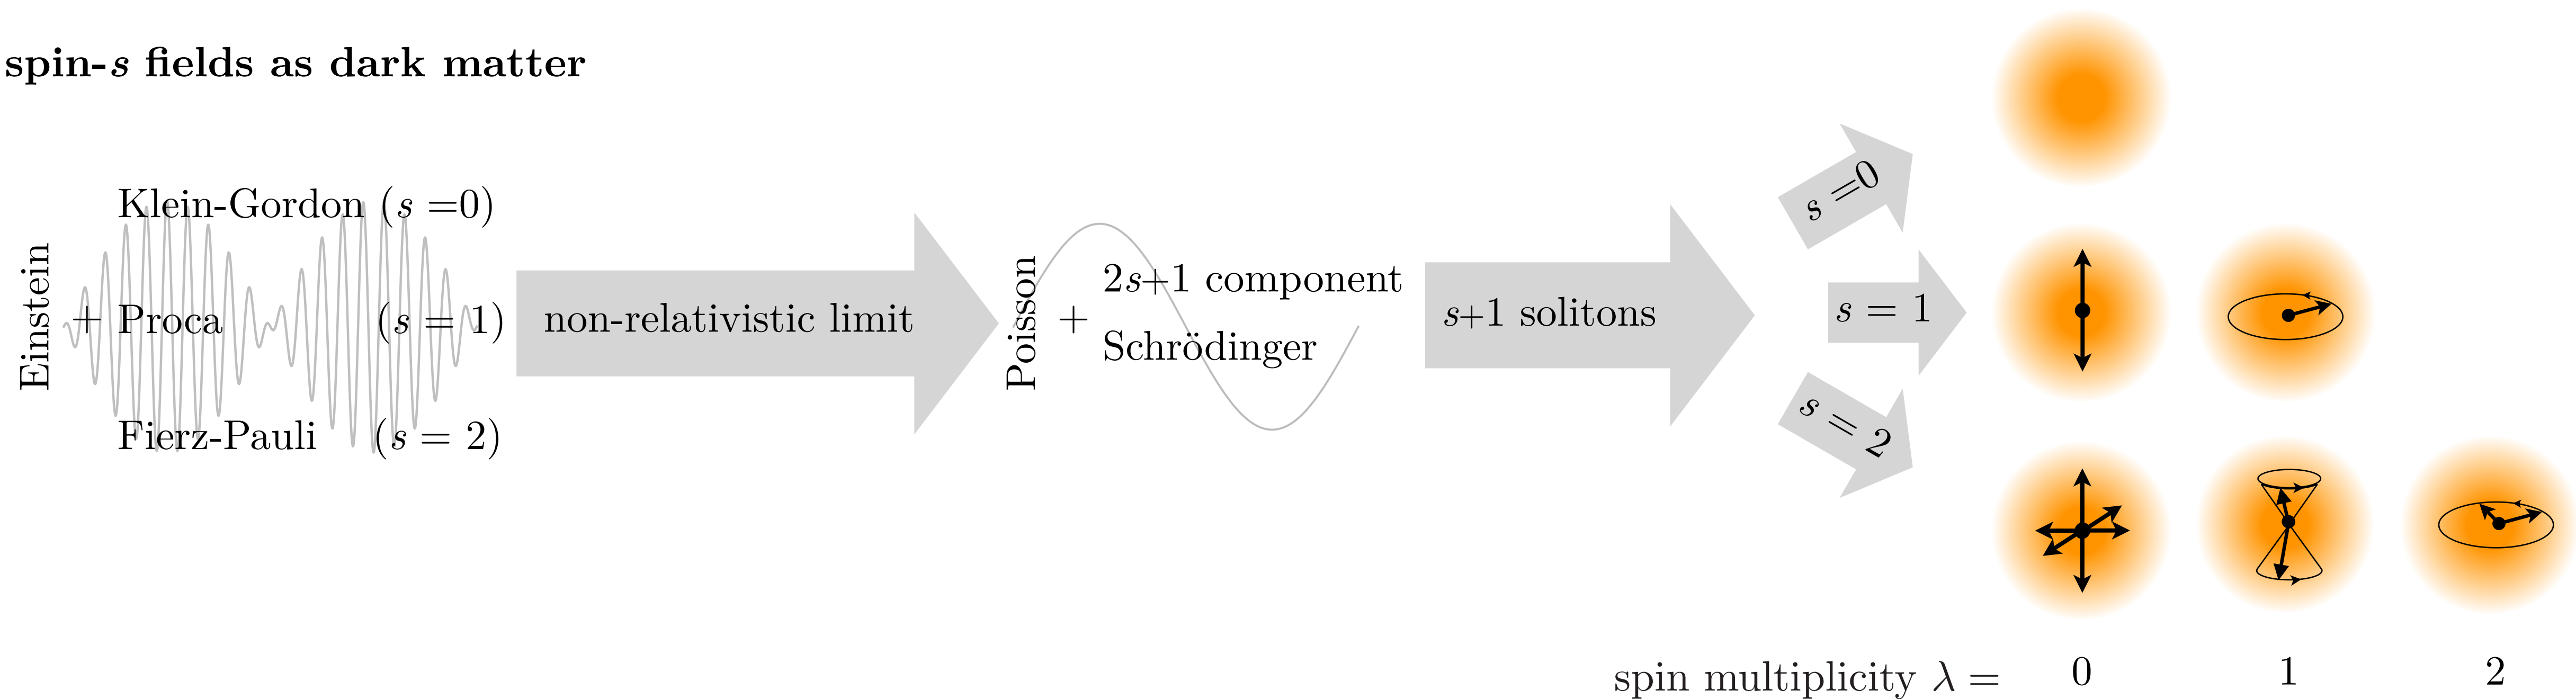 spin-s fields as dark matter
Einstein
+
Klein-Gordon (s =0)
Proca (s = 1)
Fierz-Pauli (s = 2)
non-relativistic limit
Poisson
+
2s+1 component
Schrödinger
s+1 solitons
s =0
s = 1
s = 2
spin multiplicity λ = 0 1 2